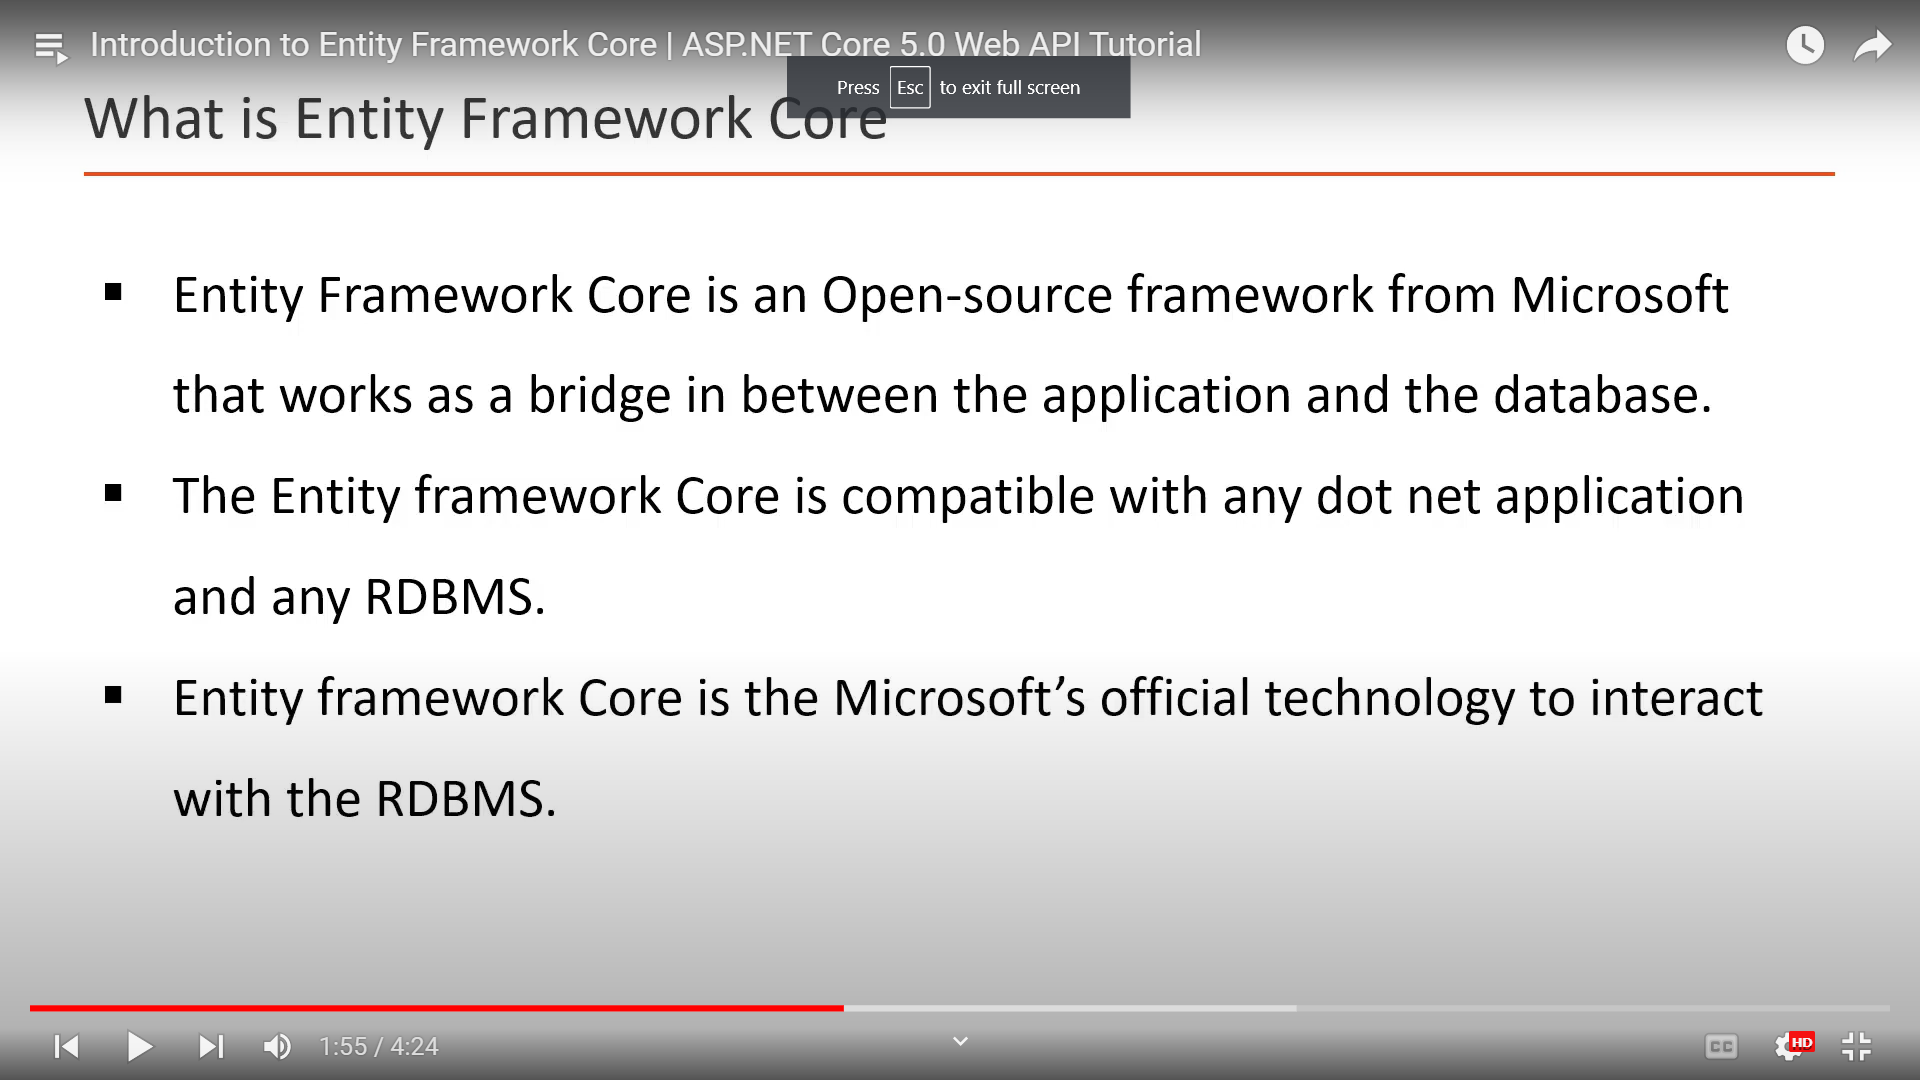 Introduction to Entity Framework Core | ASP.NET Core 5.0 Web API Tutorial
Press Esc to exit full screen
What is Entity Framework Core
▪ Entity Framework Core is an Open-source framework from Microsoft
that works as a bridge in between the application and the database.
▪ The Entity framework Core is compatible with any dot net application
and any RDBMS.
▪ Entity framework Core is the Microsoft’s official technology to interact
with the RDBMS.
1:55 / 4:24
CC
HD